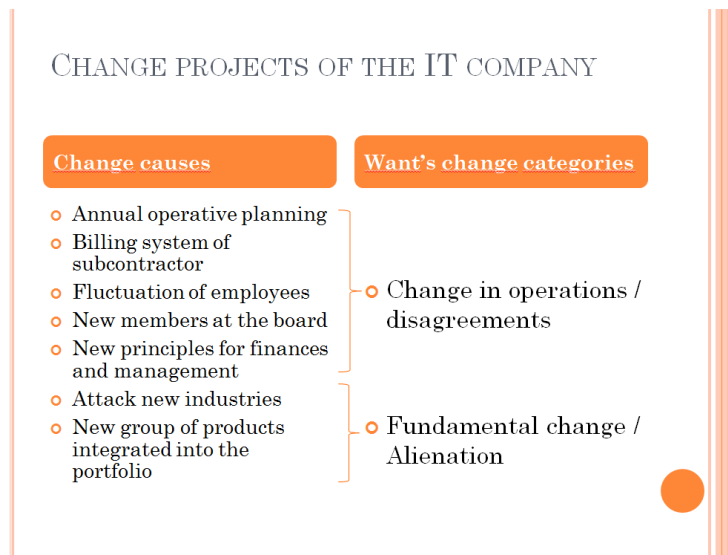 CHANGE PROJECTS OF THE IT COMPANY
Change causes
Annual operative planning
Billing system of
subcontractor
Fluctuation of employees
New members at the board
New principles for finances
and management
Attack new industries
New group of products
integrated into the
portfolio
Want's change categories
Change in operations /
disagreements
Fundamental change /
Alienation